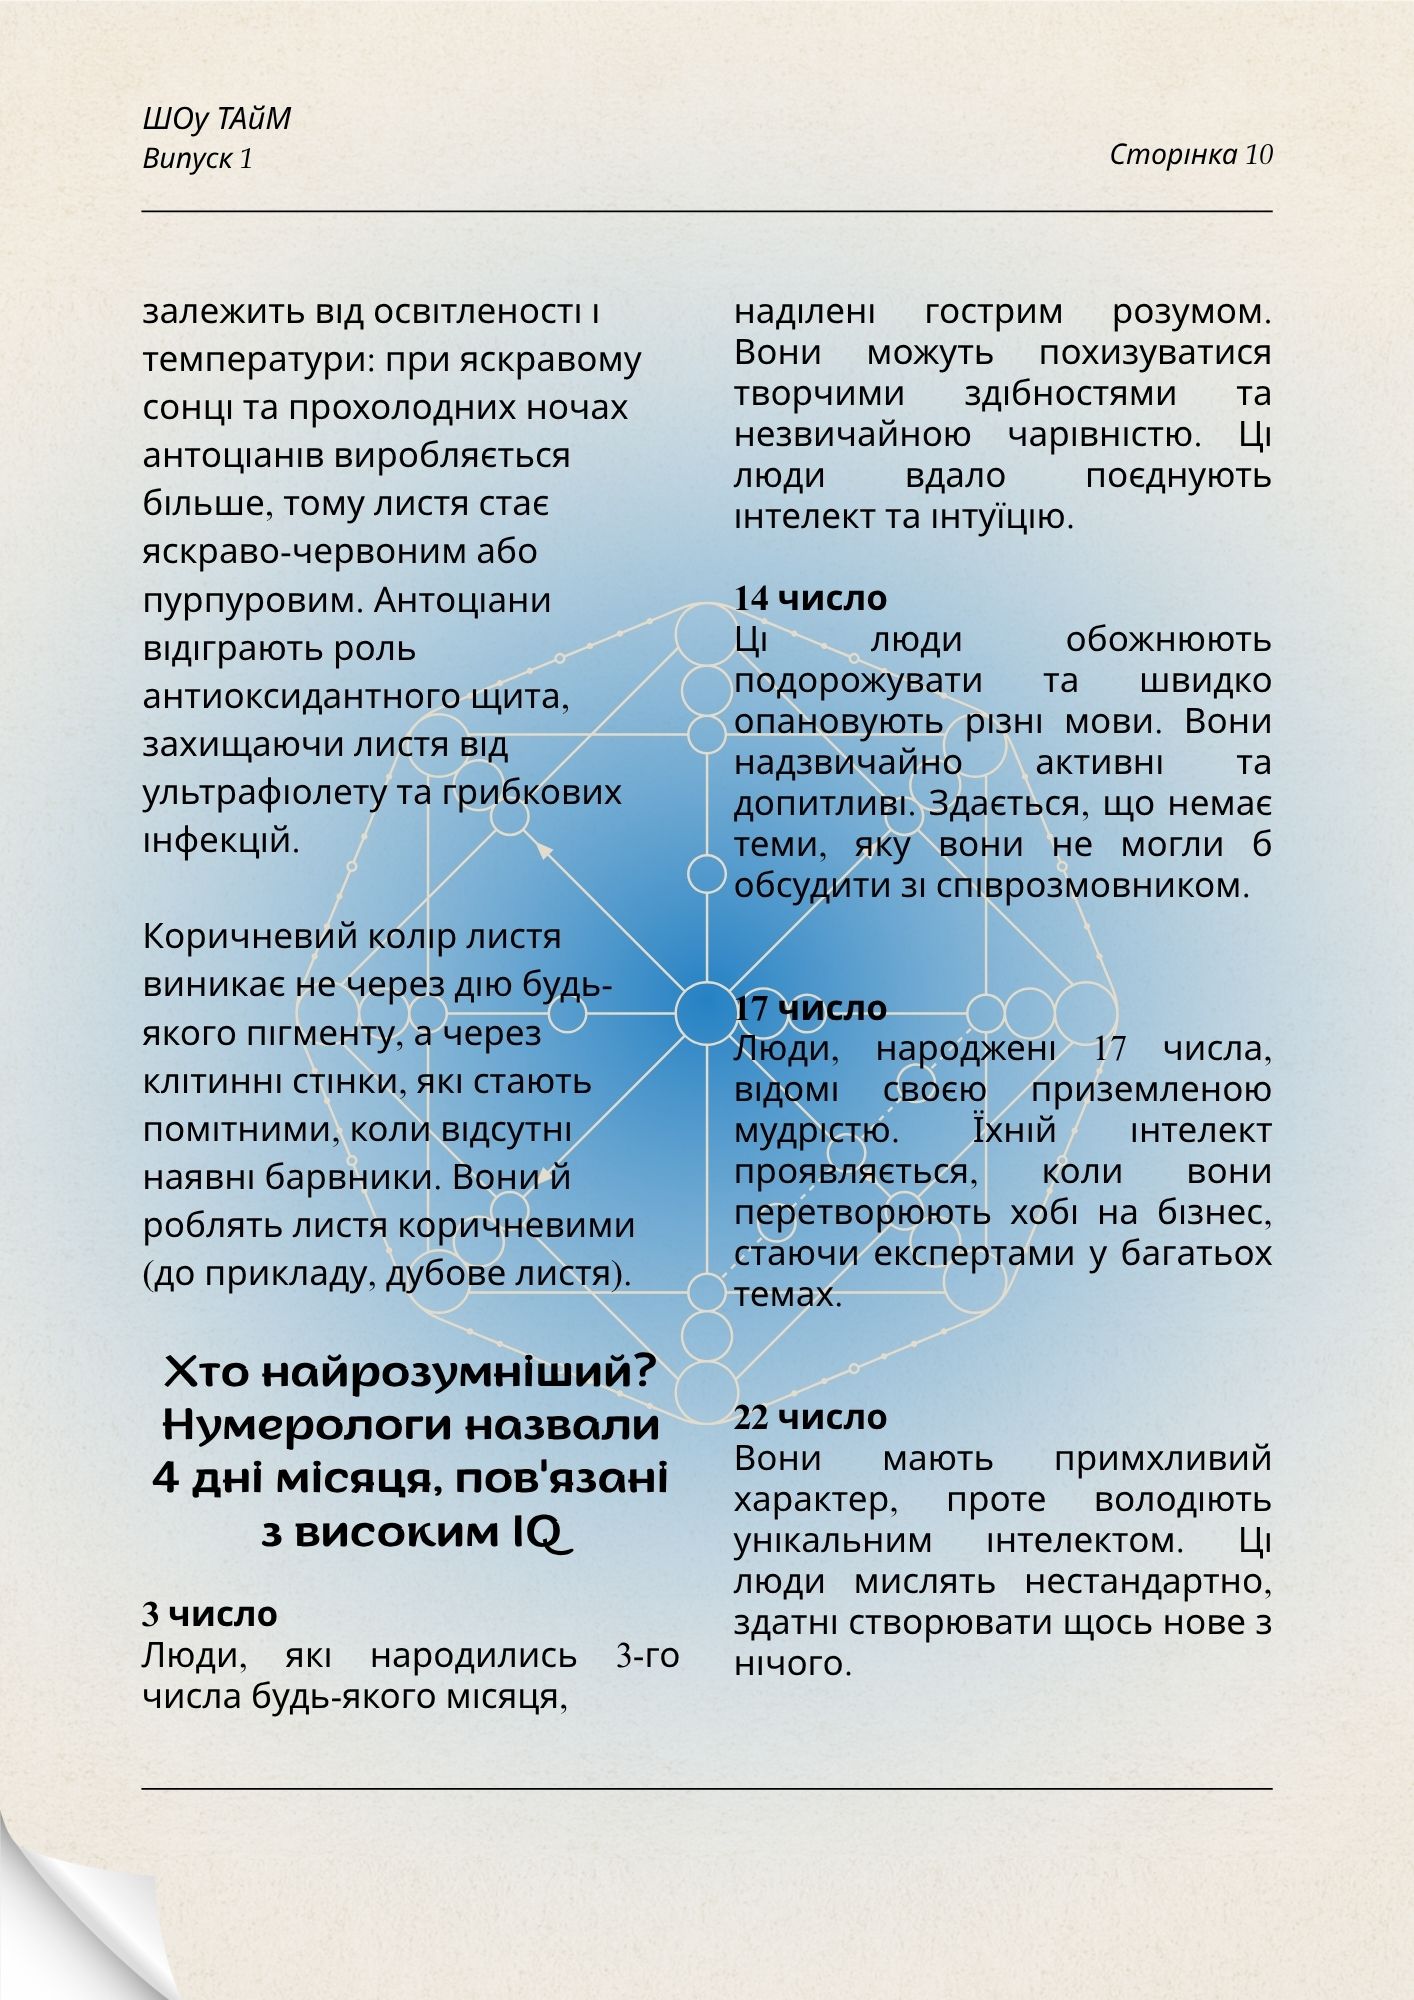 ШОу ТАйМ
Випуск 1
Сторінка 10
залежить від освітленості і
температури: при яскравому
сонці та прохолодних ночах
антоціанів виробляється
більше, тому листя стає
яскраво-червоним або
пурпуровим. Антоціани
відіграють роль
антиоксидантного щита,
захищаючи листя від
ультрафіолету та грибкових
інфекцій.
Коричневий колір листя
виникає не через дію будь-
якого пігменту, а через
клітинні стінки, які стають
помітними, коли відсутні
наявні барвники. Вони й
роблять листя коричневими
(до прикладу, дубове листя).
Хто найрозумніший?
Нумерологи назвали
4 дні місяця, пов'язані
з високим IQ
3 число
Люди, які народились 3-го
числа будь-якого місяця,
наділені гострим розумом.
Вони можуть похизуватися
творчими здібностями та
незвичайною чарівністю. Ці
люди вдало поєднують
інтелект та інтуїцію.
14 число
Ці люди обожнюють
подорожувати та швидко
опановують різні мови. Вони
надзвичайно активні та
допитливі. Здається, що немає
теми, яку вони не могли б
обсудити зі співрозмовником.
17 число
Люди, народжені 17 числа,
відомі своєю приземленою
мудрістю. Їхній інтелект
проявляється, коли вони
перетворюють хобі на бізнес,
стаючи експертами у багатьох
темах.
22 число
Вони мають примхливий
характер, проте володіють
унікальним інтелектом. Ці
люди мислять нестандартно,
здатні створювати щось нове з
нічого.